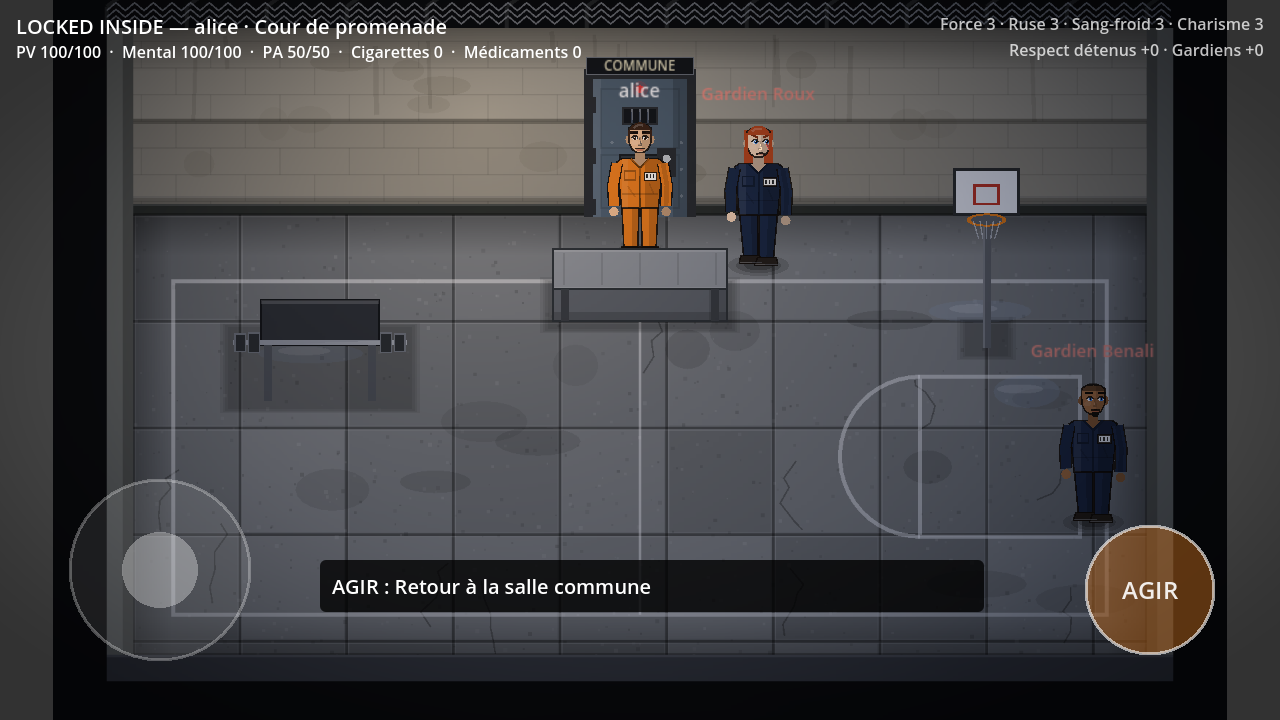 LOCKED INSIDE — alice · Cour de promenade
PV 100/100 · Mental 100/100 · PA 50/50 · Cigarettes 0 · Médicaments 0
Force 3 · Ruse 3 · Sang-froid 3 · Charisme 3
Respect détenus +0 · Gardiens +0
COMMUNE
alice
Gardien Roux
Gardien Benali
AGIR : Retour à la salle commune
AGIR